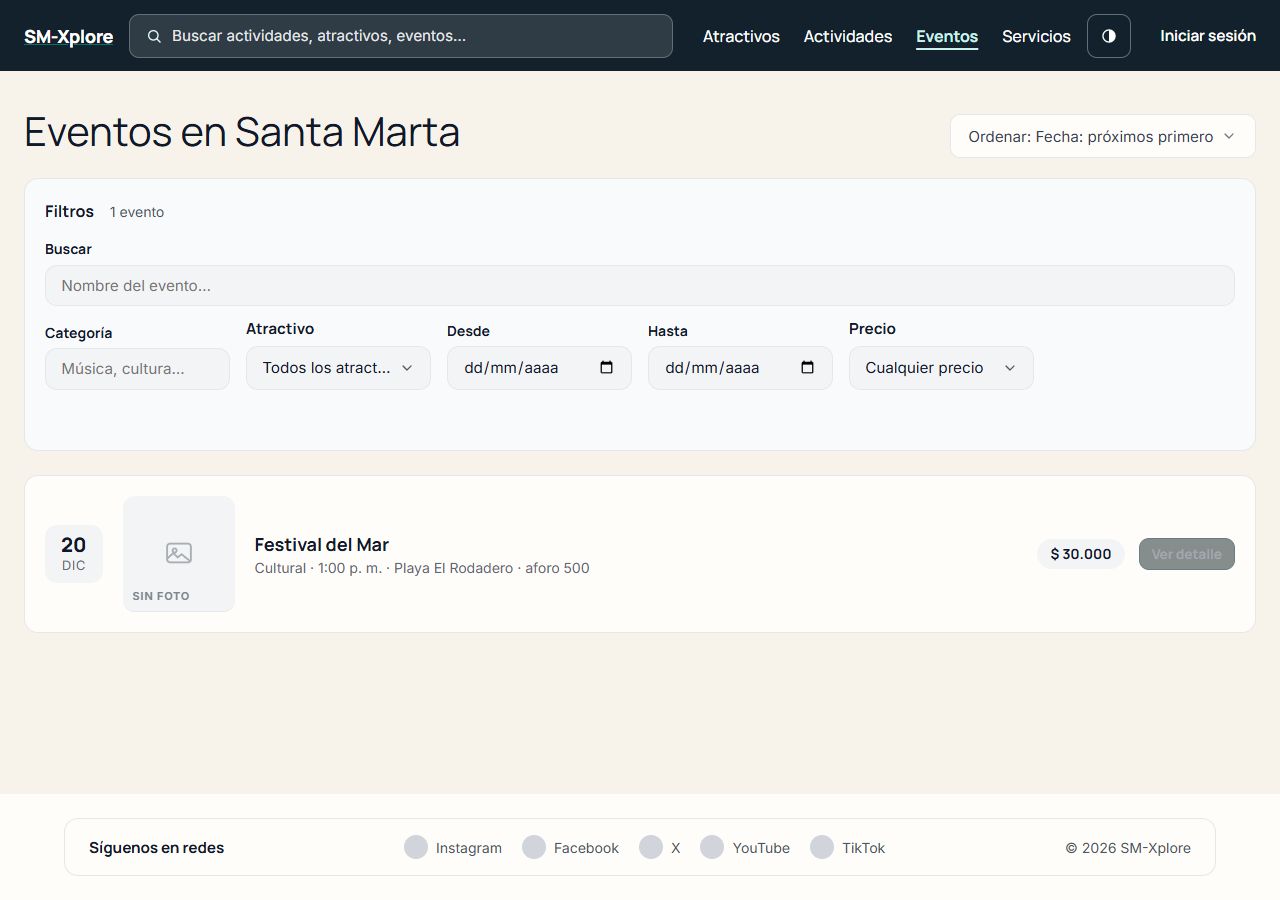 SM-Xplore
Buscar actividades, atractivos, eventos...
Atractivos
Actividades
Eventos
Servicios
Iniciar sesión
Eventos en Santa Marta
Ordenar: Fecha: próximos primero
Filtros 1 evento
Buscar
Nombre del evento...
Categoría
Música, cultura...
Atractivo
Todos los atract...
Desde
dd/mm/aaaa
Hasta
dd/mm/aaaa
Precio
Cualquier precio
20
DIC
SIN FOTO
Festival del Mar
Cultural · 1:00 p. m. · Playa El Rodadero · aforo 500
$ 30.000
Ver detalle
Síguenos en redes
Instagram
Facebook
X
YouTube
TikTok
© 2026 SM-Xplore